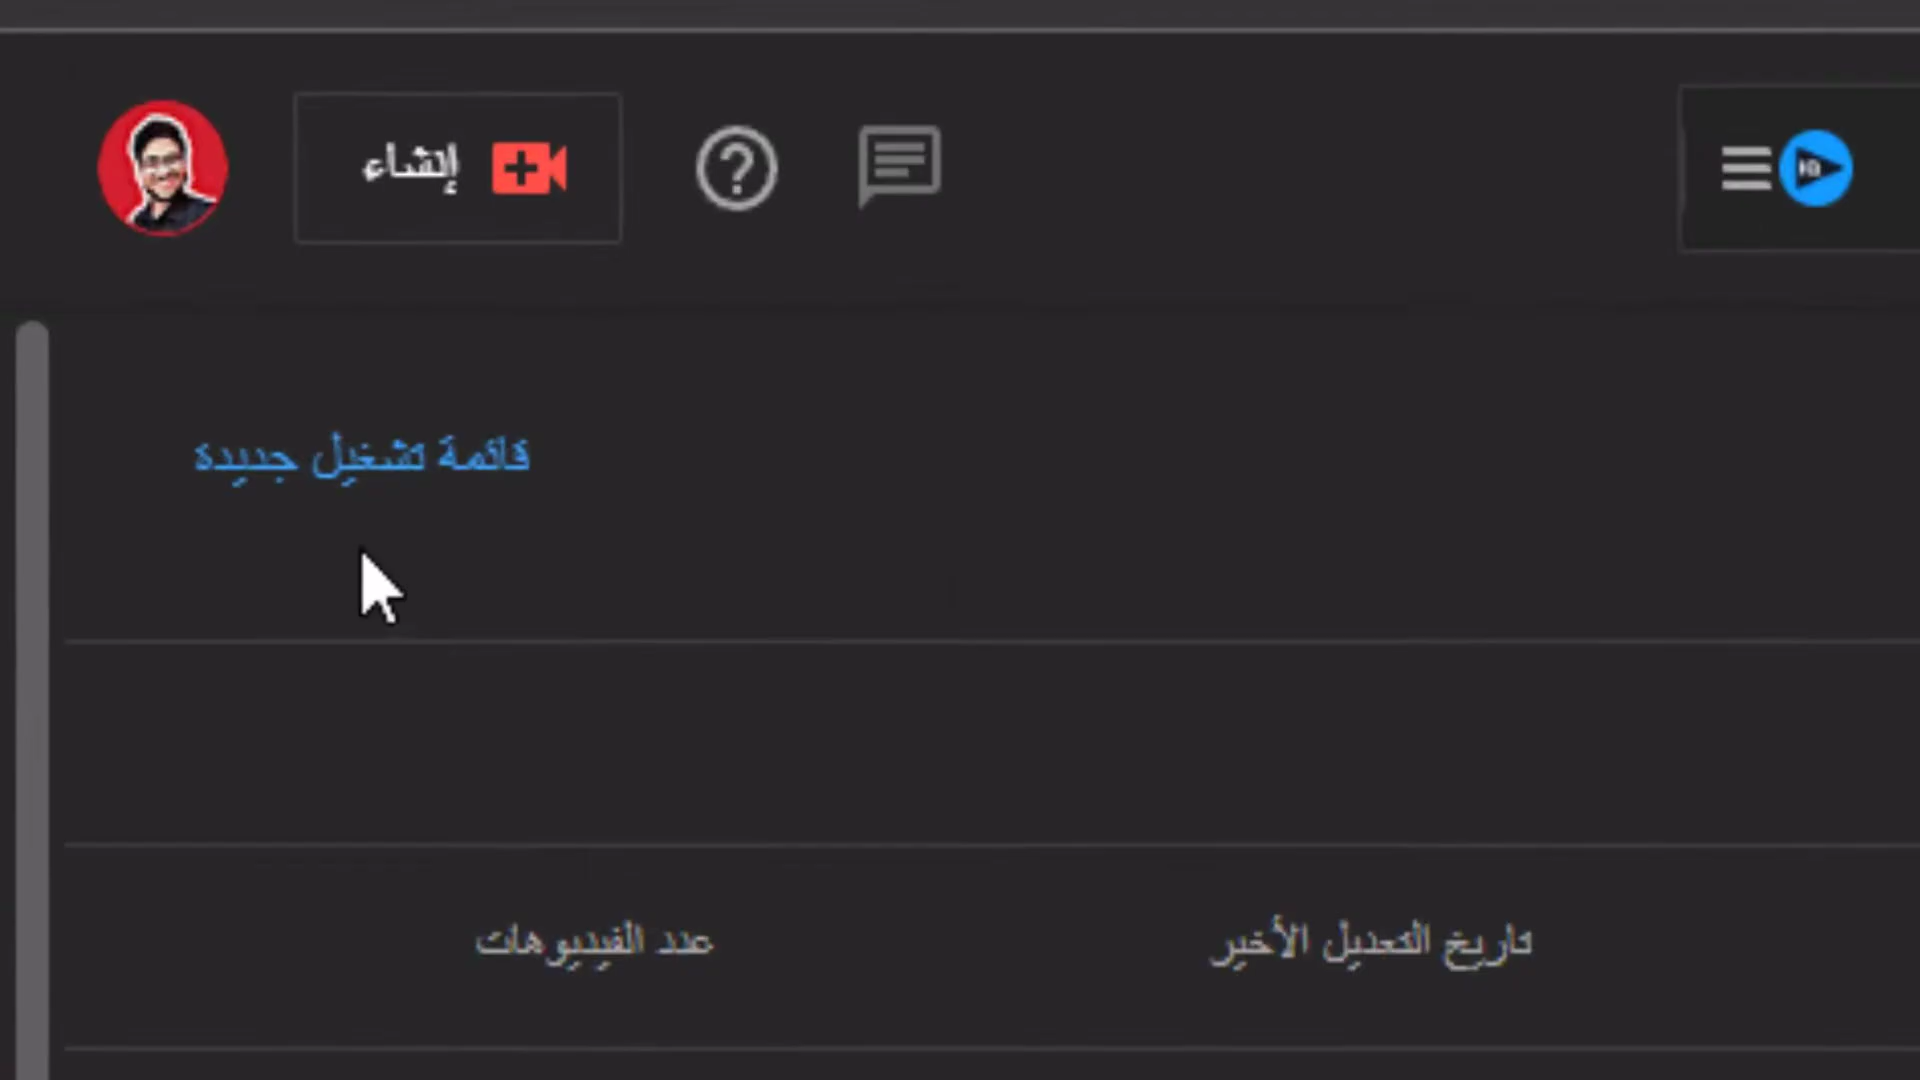 إنشاء
قائمة تشغيل جديدة
تاريخ التعديل الأخير
عدد الفيديوهات